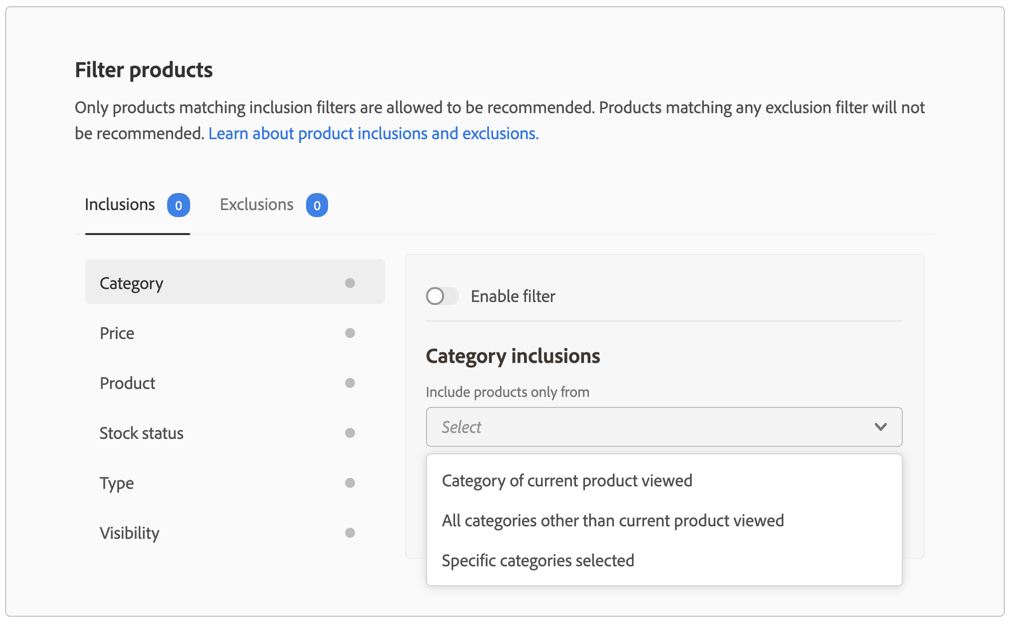 Filter products
Only products matching inclusion filters are allowed to be recommended. Products matching any exclusion filter will not
be recommended. Learn about product inclusions and exclusions.
Inclusions 0 Exclusions 0
Category
Price
Product
Stock status
Type
Visibility
Enable filter
Category inclusions
Include products only from
Select
Category of current product viewed
All categories other than current product viewed
Specific categories selected